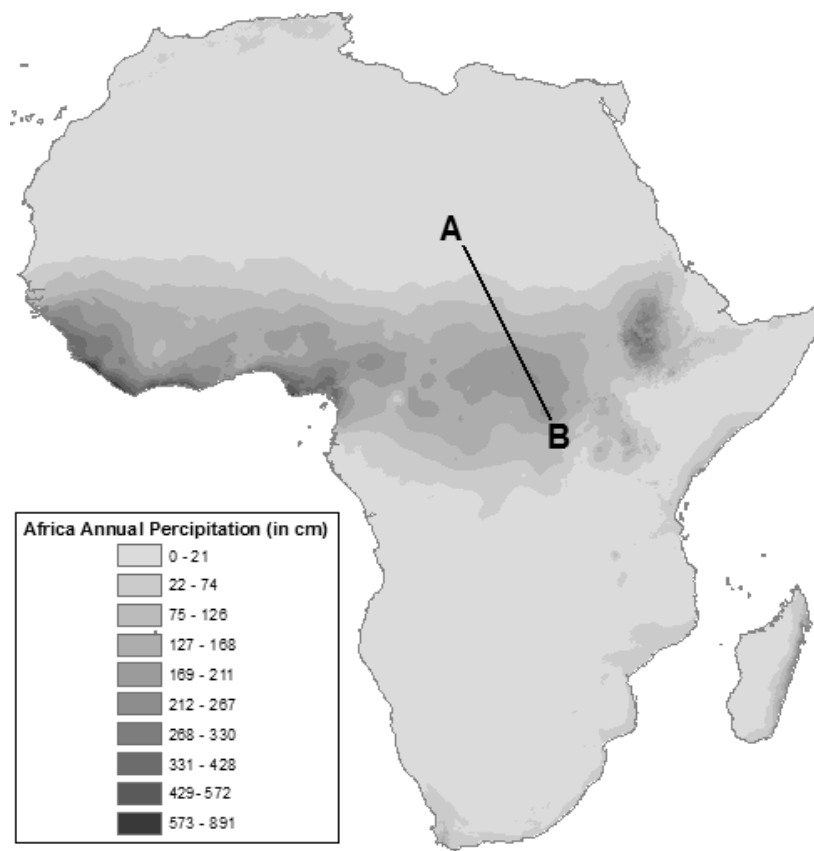 A
B
Africa Annual Percipitation (in cm)
0 - 21
22 - 74
75 - 126
127 - 168
169 - 211
212 - 267
268 - 330
331 - 428
429- 572
573 - 891